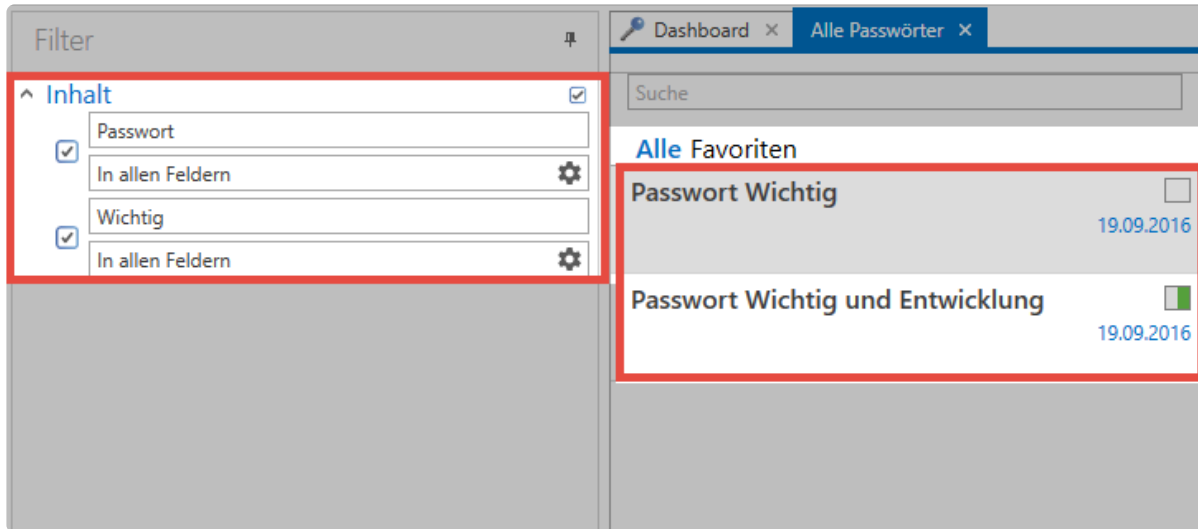 Filter
Inhalt
Passwort
In allen Feldern
Wichtig
In allen Feldern
Dashboard
Alle Passwörter
Suche
Alle Favoriten
Passwort Wichtig
19.09.2016
Passwort Wichtig und Entwicklung
19.09.2016